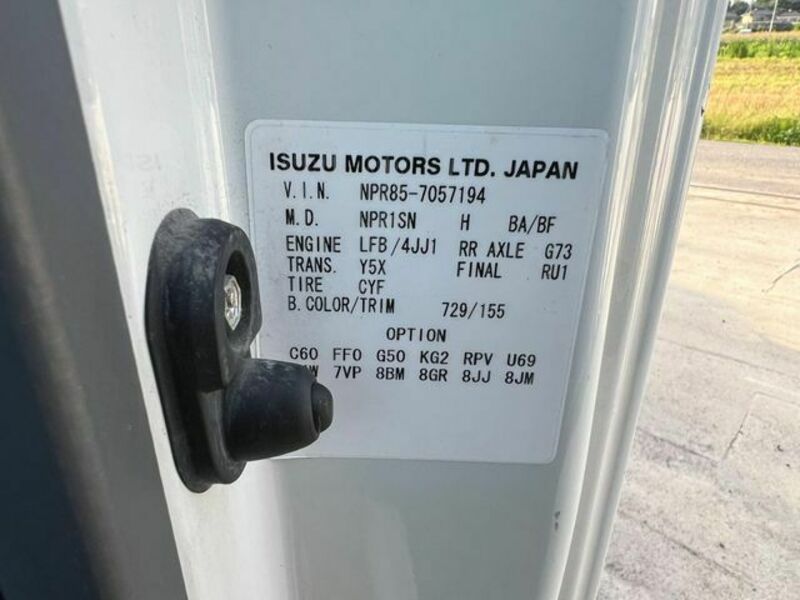 ISUZU MOTORS LTD. JAPAN
V.I.N. NPR85-7057194
M.D. NPR1SN H BA/BF
ENGINE LFB/4JJ1 RR AXLE G73
TRANS. Y5X FINAL RU1
TIRE CYF
B.COLOR/TRIM 729/155
OPTION
C60 FF0 G50 KG2 RPV U69
7VP 8BM 8GR 8JJ 8JM